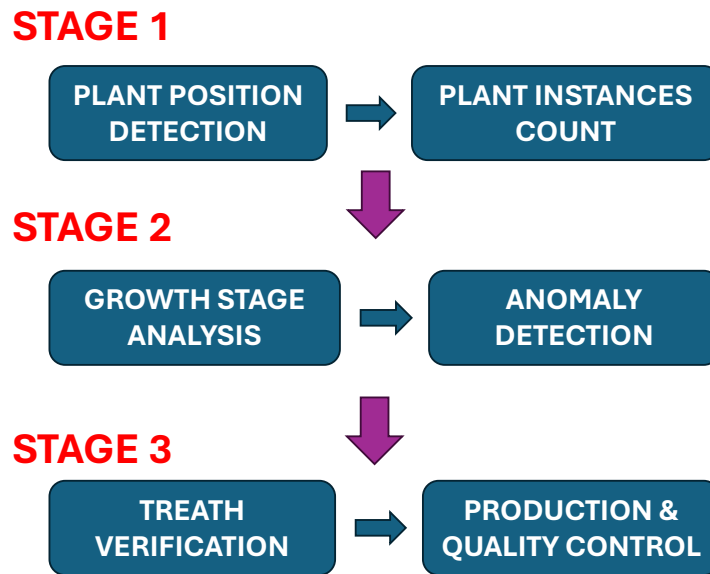 STAGE 1
PLANT POSITION
DETECTION
PLANT INSTANCES
COUNT
STAGE 2
GROWTH STAGE
ANALYSIS
ANOMALY
DETECTION
STAGE 3
TREATH
VERIFICATION
PRODUCTION &
QUALITY CONTROL